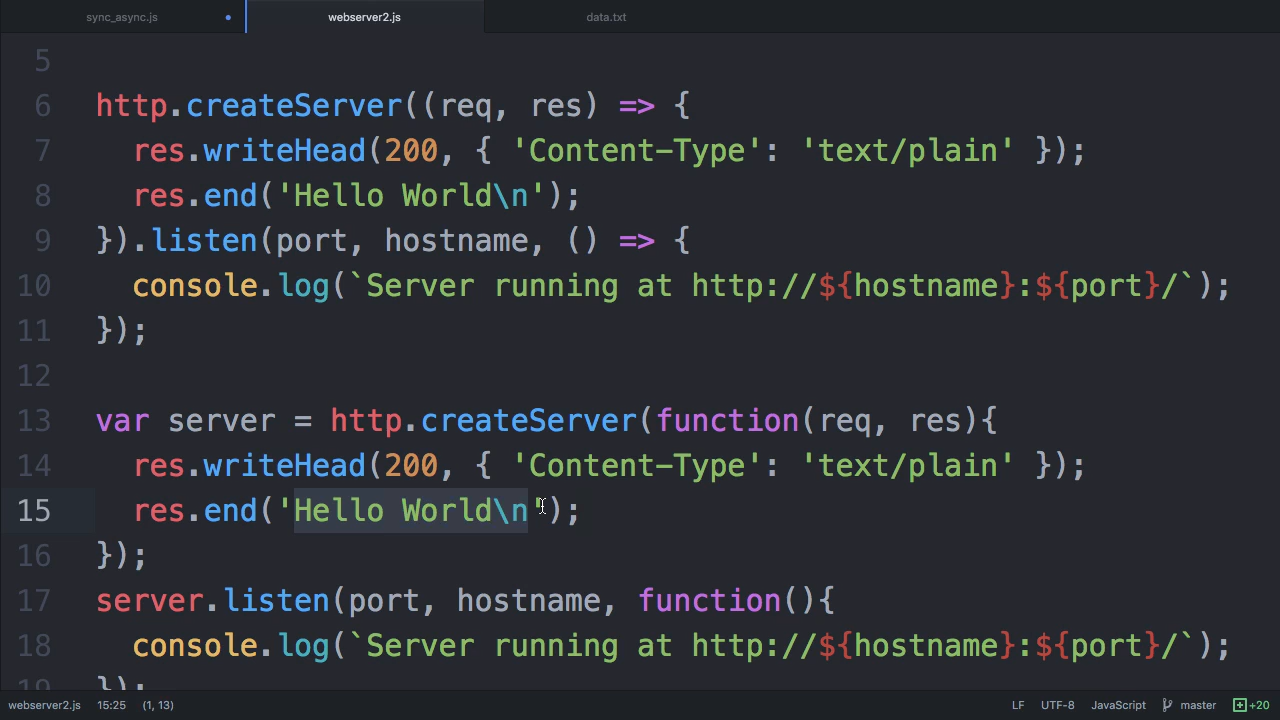 sync_async.js webserver2.js data.txt
5
6 http.createServer((req, res) => {
7 res.writeHead(200, { 'Content-Type': 'text/plain' });
8 res.end('Hello World\n');
9 }).listen(port, hostname, () => {
10 console.log(`Server running at http://${hostname}:${port}/`);
11 });
12
13 var server = http.createServer(function(req, res){
14 res.writeHead(200, { 'Content-Type': 'text/plain' });
15 res.end('Hello World\n');
16 });
17 server.listen(port, hostname, function(){
18 console.log(`Server running at http://${hostname}:${port}/`);
19 });
webserver2.js 15:25 (1, 13) LF UTF-8 JavaScript master +20